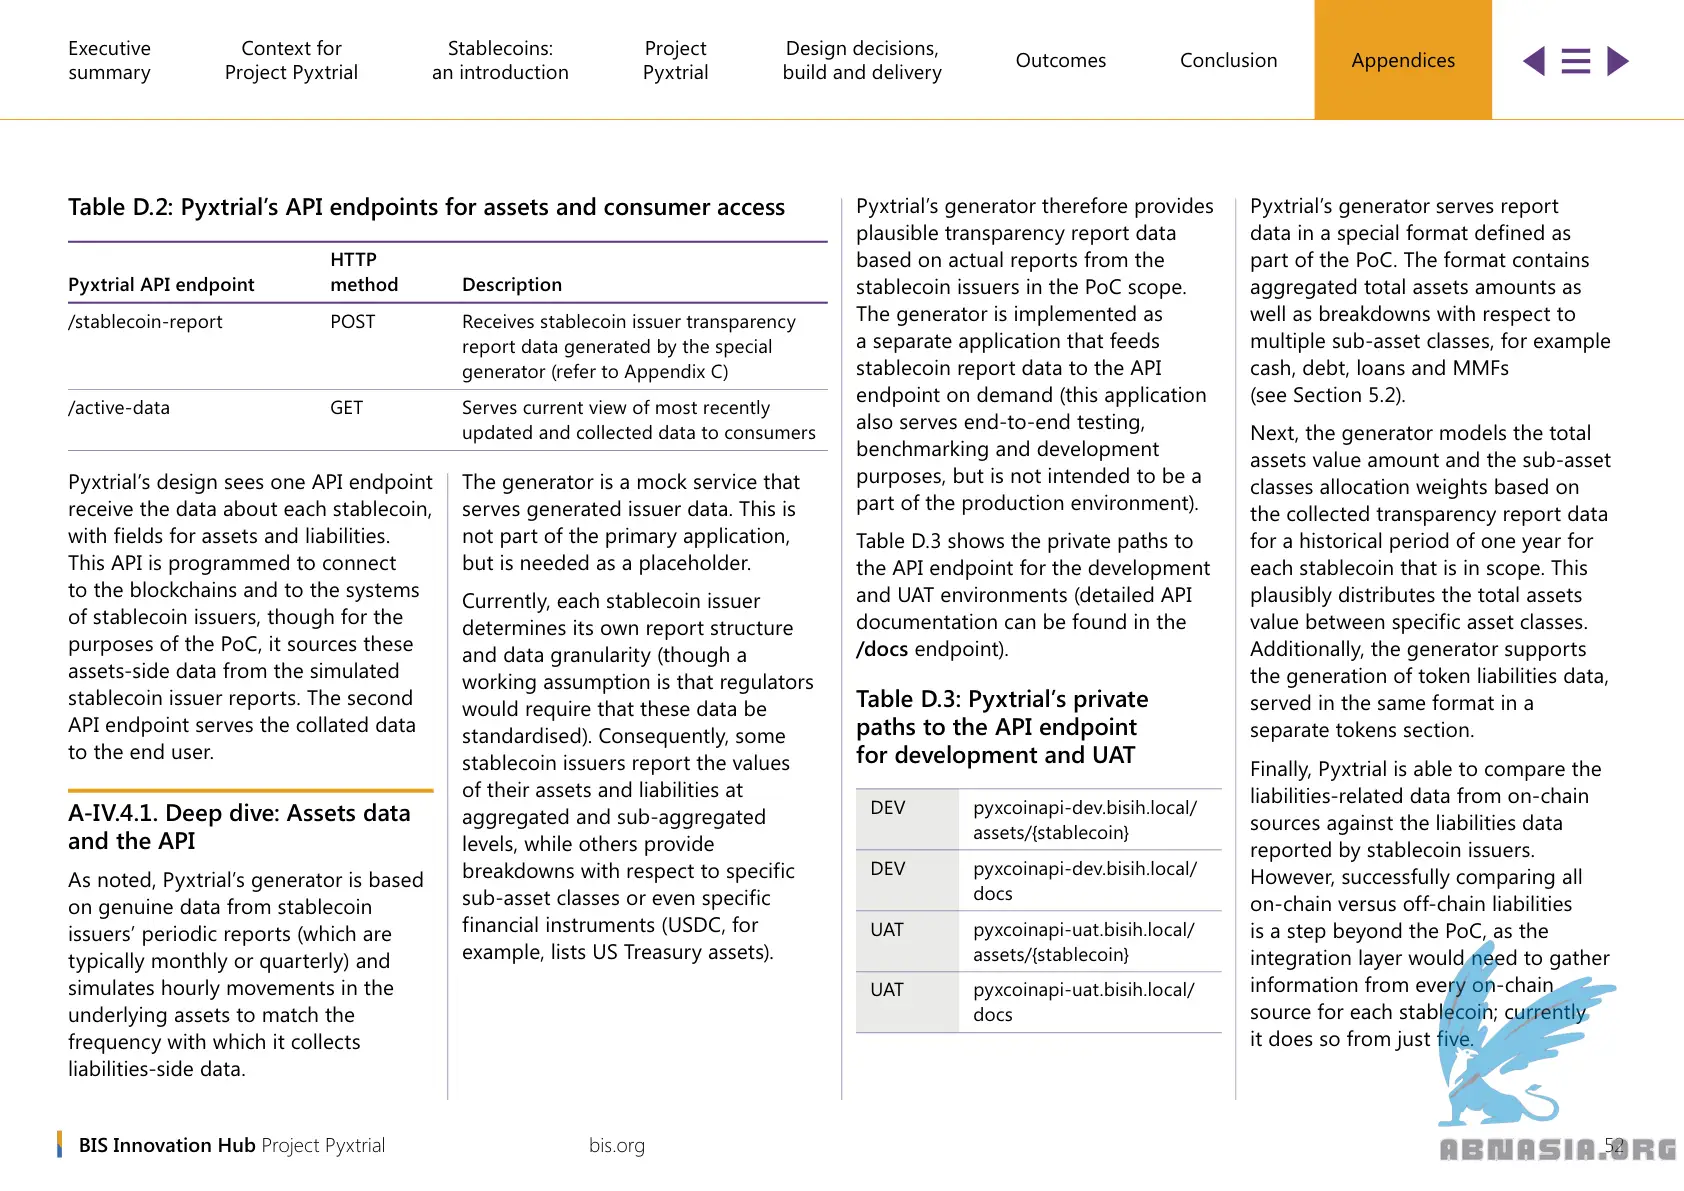 Executive
summary
Context for
Project Pyxtrial
Stablecoins:
an introduction
Project
Pyxtrial
Design decisions,
build and delivery
Outcomes
Conclusion
Appendices
Table D.2: Pyxtrial’s API endpoints for assets and consumer access
Pyxtrial API endpoint
HTTP
method
Description
/stablecoin-report
POST
Receives stablecoin issuer transparency
report data generated by the special
generator (refer to Appendix C)
/active-data
GET
Serves current view of most recently
updated and collected data to consumers
Pyxtrial’s design sees one API endpoint
receive the data about each stablecoin,
with fields for assets and liabilities.
This API is programmed to connect
to the blockchains and to the systems
of stablecoin issuers, though for the
purposes of the PoC, it sources these
assets-side data from the simulated
stablecoin issuer reports. The second
API endpoint serves the collated data
to the end user.
A-IV.4.1. Deep dive: Assets data
and the API
As noted, Pyxtrial’s generator is based
on genuine data from stablecoin
issuers’ periodic reports (which are
typically monthly or quarterly) and
simulates hourly movements in the
underlying assets to match the
frequency with which it collects
liabilities-side data.
The generator is a mock service that
serves generated issuer data. This is
not part of the primary application,
but is needed as a placeholder.
Currently, each stablecoin issuer
determines its own report structure
and data granularity (though a
working assumption is that regulators
would require that these data be
standardised). Consequently, some
stablecoin issuers report the values
of their assets and liabilities at
aggregated and sub-aggregated
levels, while others provide
breakdowns with respect to specific
sub-asset classes or even specific
financial instruments (USDC, for
example, lists US Treasury assets).
Pyxtrial’s generator therefore provides
plausible transparency report data
based on actual reports from the
stablecoin issuers in the PoC scope.
The generator is implemented as
a separate application that feeds
stablecoin report data to the API
endpoint on demand (this application
also serves end-to-end testing,
benchmarking and development
purposes, but is not intended to be a
part of the production environment).
Table D.3 shows the private paths to
the API endpoint for the development
and UAT environments (detailed API
documentation can be found in the
/docs endpoint).
Table D.3: Pyxtrial’s private
paths to the API endpoint
for development and UAT
DEV
pyxcoinapi-dev.bisih.local/
assets/{stablecoin}
DEV
pyxcoinapi-dev.bisih.local/
docs
UAT
pyxcoinapi-uat.bisih.local/
assets/{stablecoin}
UAT
pyxcoinapi-uat.bisih.local/
docs
Pyxtrial’s generator serves report
data in a special format defined as
part of the PoC. The format contains
aggregated total assets amounts as
well as breakdowns with respect to
multiple sub-asset classes, for example
cash, debt, loans and MMFs
(see Section 5.2).
Next, the generator models the total
assets value amount and the sub-asset
classes allocation weights based on
the collected transparency report data
for a historical period of one year for
each stablecoin that is in scope. This
plausibly distributes the total assets
value between specific asset classes.
Additionally, the generator supports
the generation of token liabilities data,
served in the same format in a
separate tokens section.
Finally, Pyxtrial is able to compare the
liabilities-related data from on-chain
sources against the liabilities data
reported by stablecoin issuers.
However, successfully comparing all
on-chain versus off-chain liabilities
is a step beyond the PoC, as the
integration layer would need to gather
information from every on-chain
source for each stablecoin; currently
it does so from just five.
BIS Innovation Hub Project Pyxtrial
bis.org
52
ABNASIA.ORG